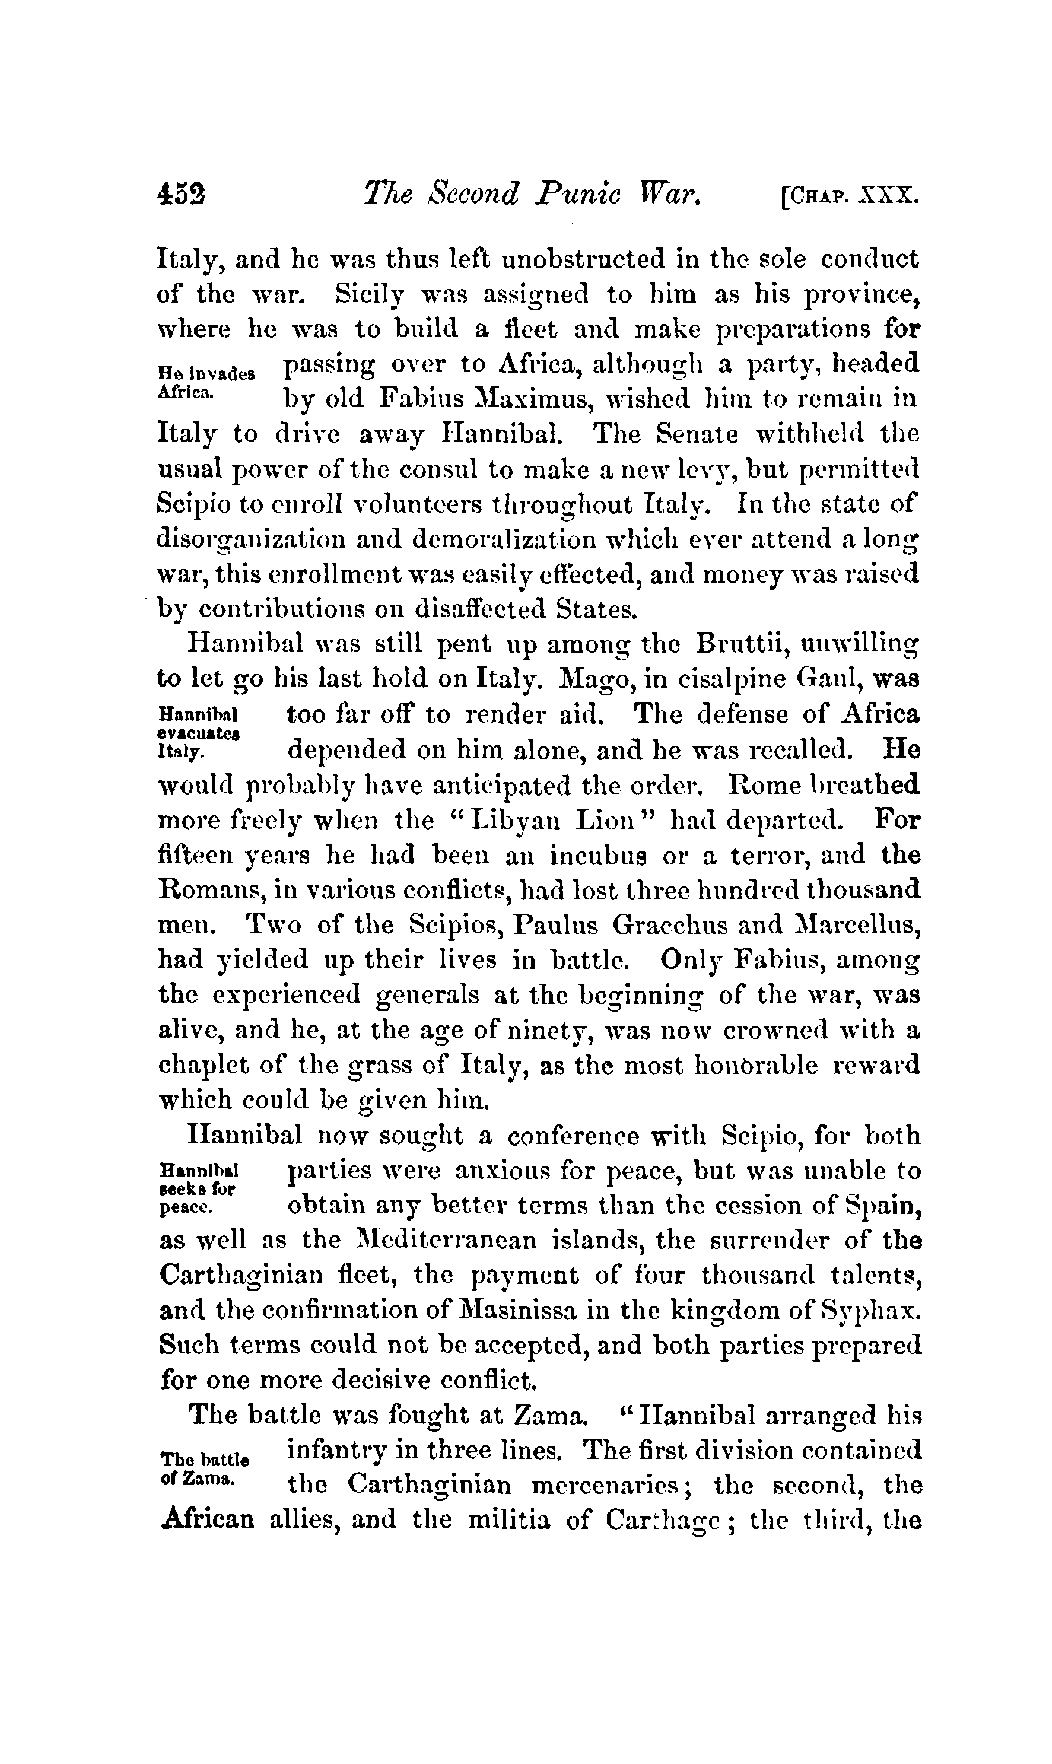 452 The Second Punic War. [CHAP. XXX.
Italy, and he was thus left unobstructed in the sole conduct
of the war. Sicily was assigned to him as his province,
where he was to build a fleet and make preparations for
He invades passing over to Africa, although a party, headed
Africa. by old Fabius Maximus, wished him to remain in
Italy to drive away Hannibal. The Senate withheld the
usual power of the consul to make a new levy, but permitted
Scipio to enroll volunteers throughout Italy. In the state of
disorganization and demoralization which ever attend a long
war, this enrollment was easily effected, and money was raised
by contributions on disaffected States.
Hannibal was still pent up among the Bruttii, unwilling
to let go his last hold on Italy. Mago, in cisalpine Gaul, was
Hannibal too far off to render aid. The defense of Africa
evacuates
Italy. depended on him alone, and he was recalled. He
would probably have anticipated the order. Rome breathed
more freely when the "Libyan Lion" had departed. For
fifteen years he had been an incubus or a terror, and the
Romans, in various conflicts, had lost three hundred thousand
men. Two of the Scipios, Paulus Gracchus and Marcellus,
had yielded up their lives in battle. Only Fabius, among
the experienced generals at the beginning of the war, was
alive, and he, at the age of ninety, was now crowned with a
chaplet of the grass of Italy, as the most honorable reward
which could be given him.
Hannibal now sought a conference with Scipio, for both
Hannibal parties were anxious for peace, but was unable to
seeks for
peace. obtain any better terms than the cession of Spain,
as well as the Mediterranean islands, the surrender of the
Carthaginian fleet, the payment of four thousand talents,
and the confirmation of Masinissa in the kingdom of Syphax.
Such terms could not be accepted, and both parties prepared
for one more decisive conflict.
The battle was fought at Zama. "Hannibal arranged his
The battle infantry in three lines. The first division contained
of Zama. the Carthaginian mercenaries; the second, the
African allies, and the militia of Carthage; the third, the